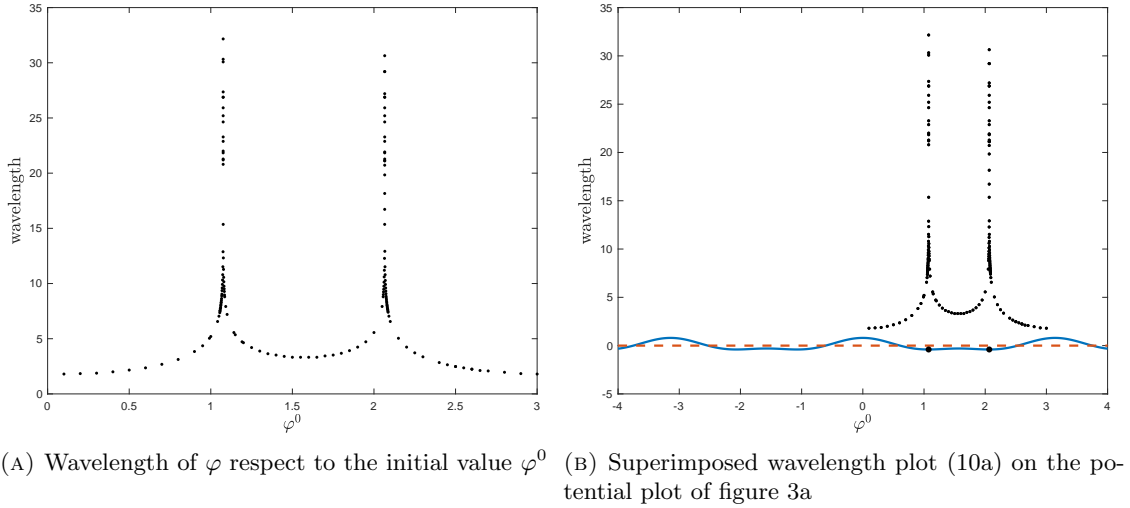 35
30
25
20
15
10
5
0
wavelength
0 0.5 1 1.5 2 2.5 3
φ⁰
35
30
25
20
15
10
5
0
-5
wavelength
-4 -3 -2 -1 0 1 2 3 4
φ⁰
(A) Wavelength of φ respect to the initial value φ⁰
(B) Superimposed wavelength plot (10a) on the po-
tential plot of figure 3a